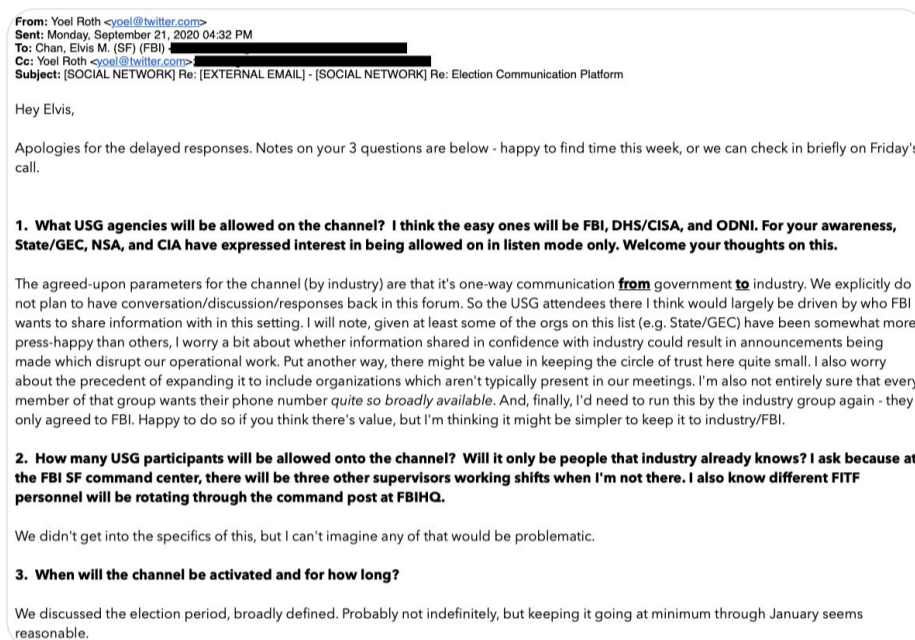 From: Yoel Roth <yoel@twitter.com>
Sent: Monday, September 21, 2020 04:32 PM
To: Chan, Elvis M. (SF) (FBI)
Cc: Yoel Roth <yoel@twitter.com>
Subject: [SOCIAL NETWORK] Re: [EXTERNAL EMAIL] - [SOCIAL NETWORK] Re: Election Communication Platform
Hey Elvis,
Apologies for the delayed responses. Notes on your 3 questions are below - happy to find time this week, or we can check in briefly on Friday's
call.
1. What USG agencies will be allowed on the channel? I think the easy ones will be FBI, DHS/CISA, and ODNI. For your awareness,
State/GEC, NSA, and CIA have expressed interest in being allowed on in listen mode only. Welcome your thoughts on this.
The agreed-upon parameters for the channel (by industry) are that it's one-way communication from government to industry. We explicitly do
not plan to have conversation/discussion/responses back in this forum. So the USG attendees there I think would largely be driven by who FBI
wants to share information with in this setting. I will note, given at least some of the orgs on this list (e.g. State/GEC) have been somewhat more
press-happy than others, I worry a bit about whether information shared in confidence with industry could result in announcements being
made which disrupt our operational work. Put another way, there might be value in keeping the circle of trust here quite small. I also worry
about the precedent of expanding it to include organizations which aren't typically present in our meetings. I'm also not entirely sure that every
member of that group wants their phone number quite so broadly available. And, finally, I'd need to run this by the industry group again - they
only agreed to FBI. Happy to do so if you think there's value, but I'm thinking it might be simpler to keep it to industry/FBI.
2. How many USG participants will be allowed onto the channel? Will it only be people that industry already knows? I ask because at
the FBI SF command center, there will be three other supervisors working shifts when I'm not there. I also know different FITF
personnel will be rotating through the command post at FBIHQ.
We didn't get into the specifics of this, but I can't imagine any of that would be problematic.
3. When will the channel be activated and for how long?
We discussed the election period, broadly defined. Probably not indefinitely, but keeping it going at minimum through January seems
reasonable.